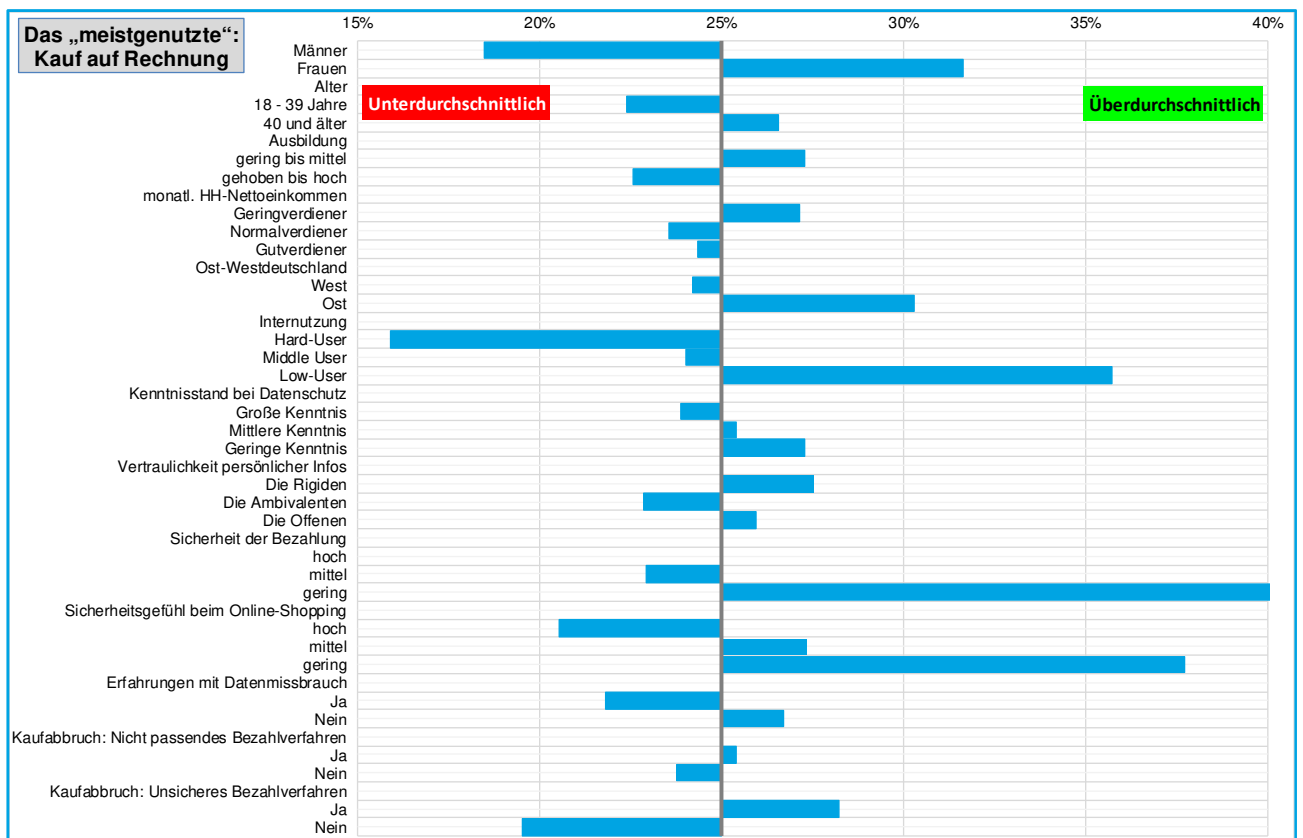 Das „meistgenutzte“:
Kauf auf Rechnung
15% 20% 25% 30% 35% 40%
Unterdurchschnittlich
Überdurchschnittlich
Männer
Frauen
Alter
18 - 39 Jahre
40 und älter
Ausbildung
gering bis mittel
gehoben bis hoch
monatl. HH-Nettoeinkommen
Geringverdiener
Normalverdiener
Gutverdiener
Ost-Westdeutschland
West
Ost
Internutzung
Hard-User
Middle User
Low-User
Kenntnisstand bei Datenschutz
Große Kenntnis
Mittlere Kenntnis
Geringe Kenntnis
Vertraulichkeit persönlicher Infos
Die Rigiden
Die Ambivalenten
Die Offenen
Sicherheit der Bezahlung
hoch
mittel
gering
Sicherheitsgefühl beim Online-Shopping
hoch
mittel
gering
Erfahrungen mit Datenmissbrauch
Ja
Nein
Kaufabbruch: Nicht passendes Bezahlverfahren
Ja
Nein
Kaufabbruch: Unsicheres Bezahlverfahren
Ja
Nein